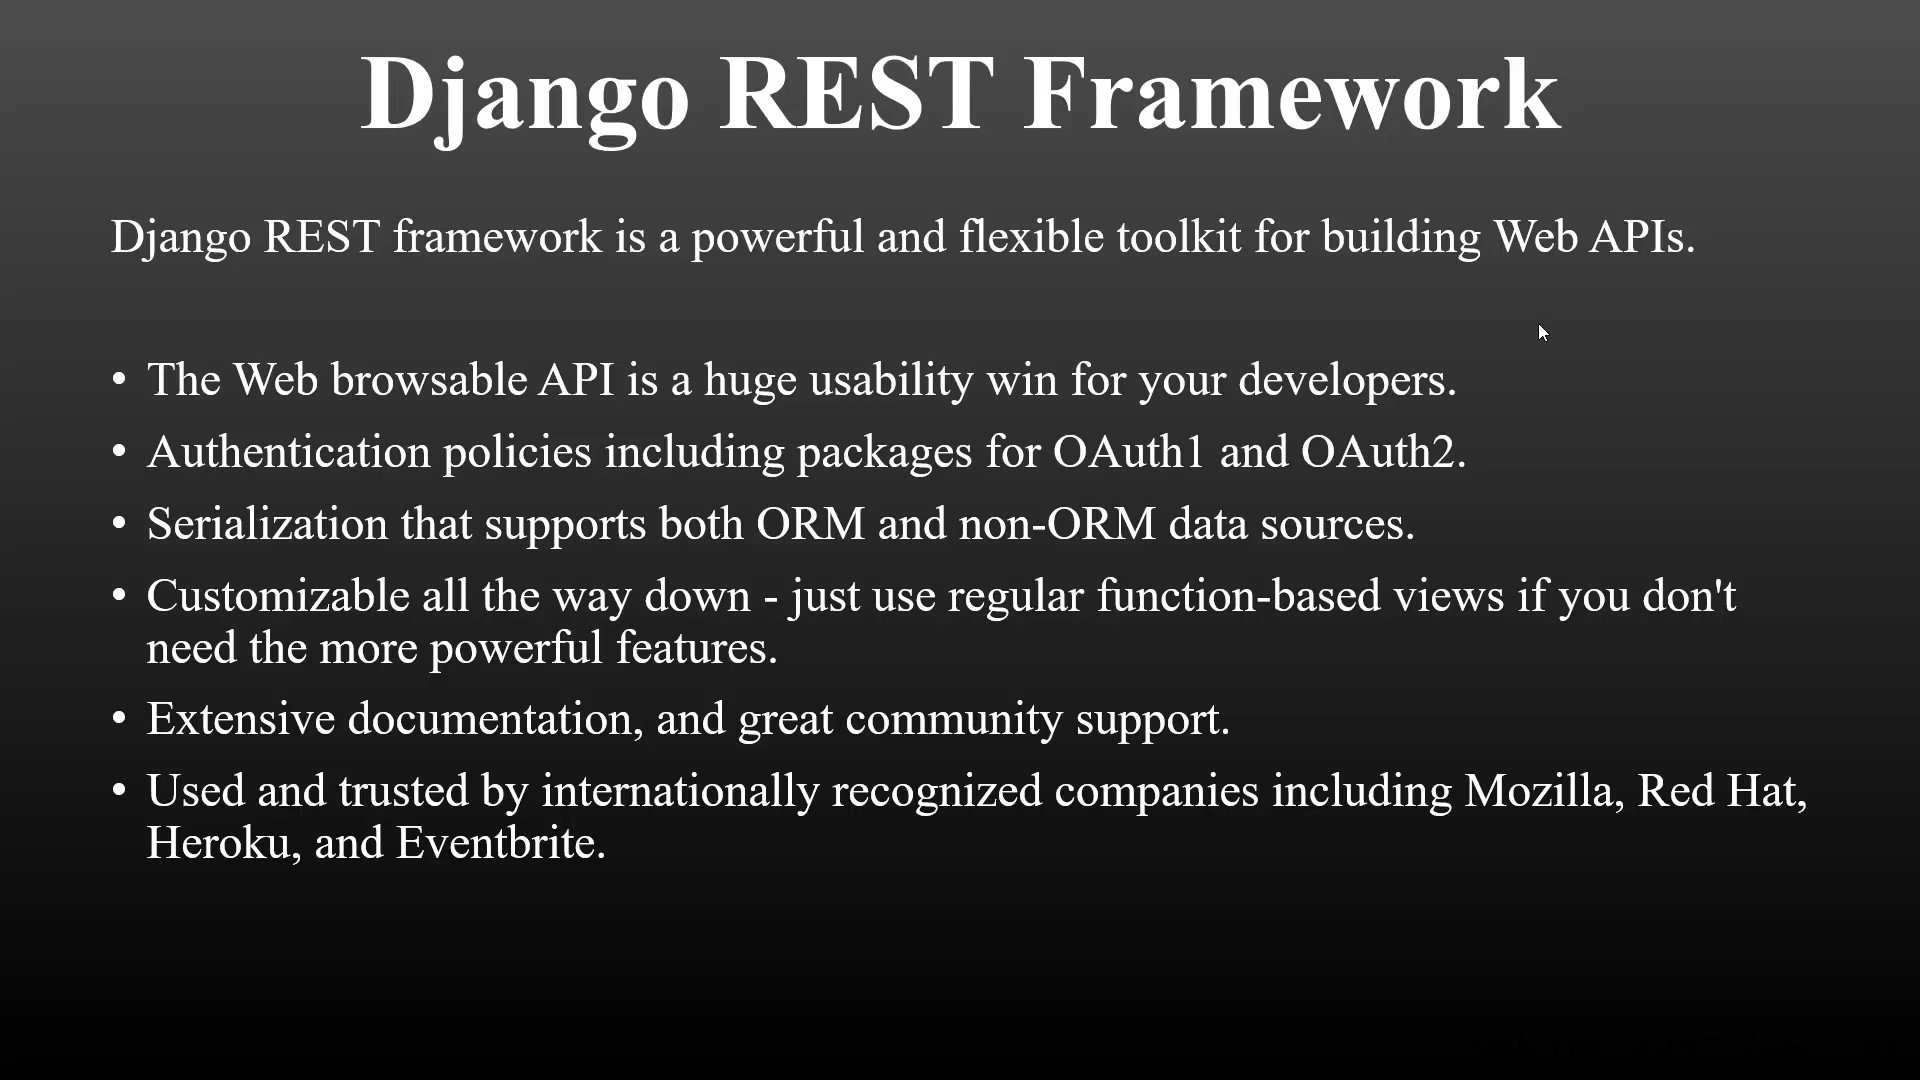 Django REST Framework
Django REST framework is a powerful and flexible toolkit for building Web APIs.
• The Web browsable API is a huge usability win for your developers.
• Authentication policies including packages for OAuth1 and OAuth2.
• Serialization that supports both ORM and non-ORM data sources.
• Customizable all the way down - just use regular function-based views if you don't
need the more powerful features.
• Extensive documentation, and great community support.
• Used and trusted by internationally recognized companies including Mozilla, Red Hat,
Heroku, and Eventbrite.